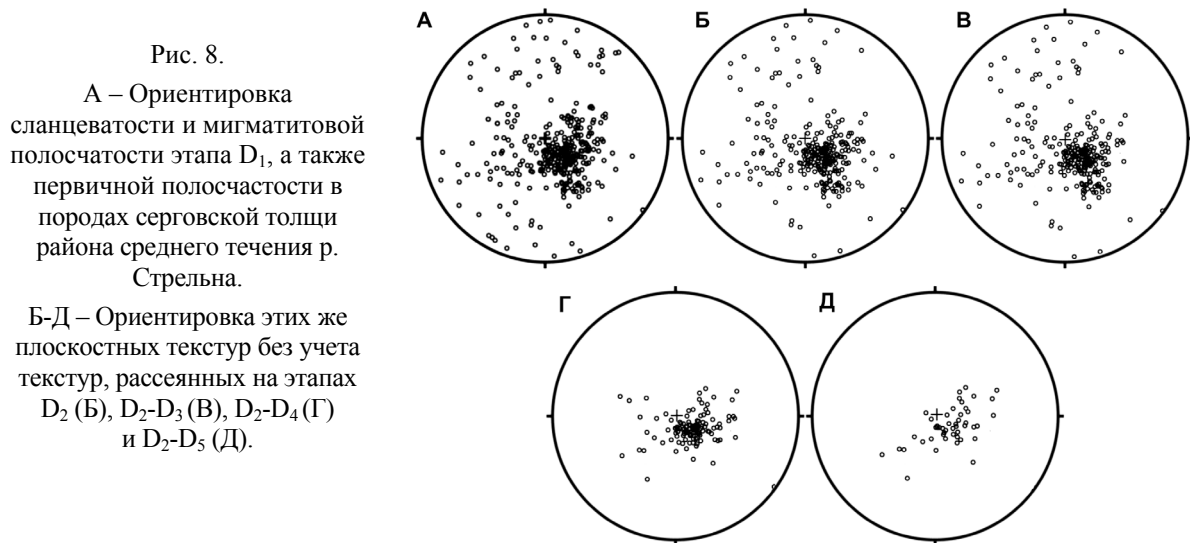 Рис. 8.
А – Ориентировка
сланцеватости и мигматитовой
полосчатости этапа D₁, а также
первичной полосчастости в
породах серговской толщи
района среднего течения р.
Стрельна.
Б-Д – Ориентировка этих же
плоскостных текстур без учета
текстур, рассеянных на этапах
D₂ (Б), D₂-D₃ (В), D₂-D₄ (Г)
и D₂-D₅ (Д).
А
Б
В
Г
Д